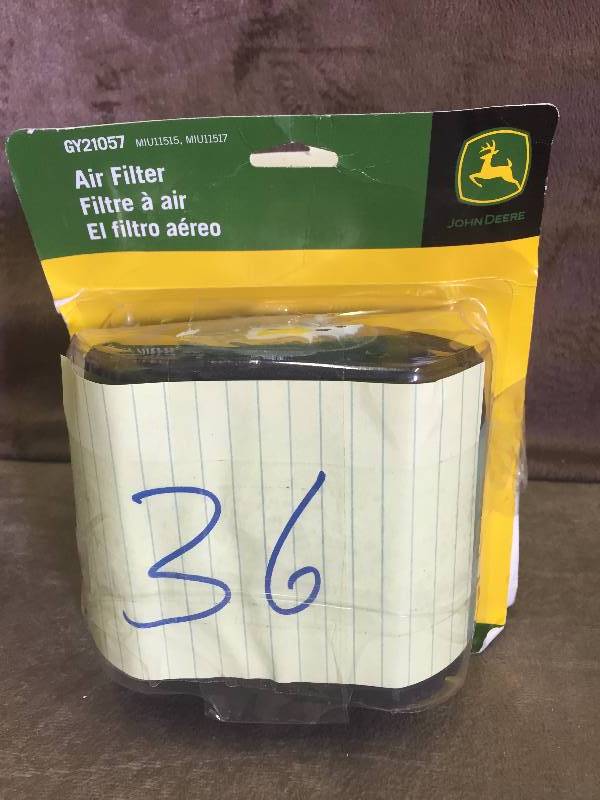 GY21057 MIU11515, MIU11517
Air Filter
Filtre à air
El filtro aéreo
JOHN DEERE
36